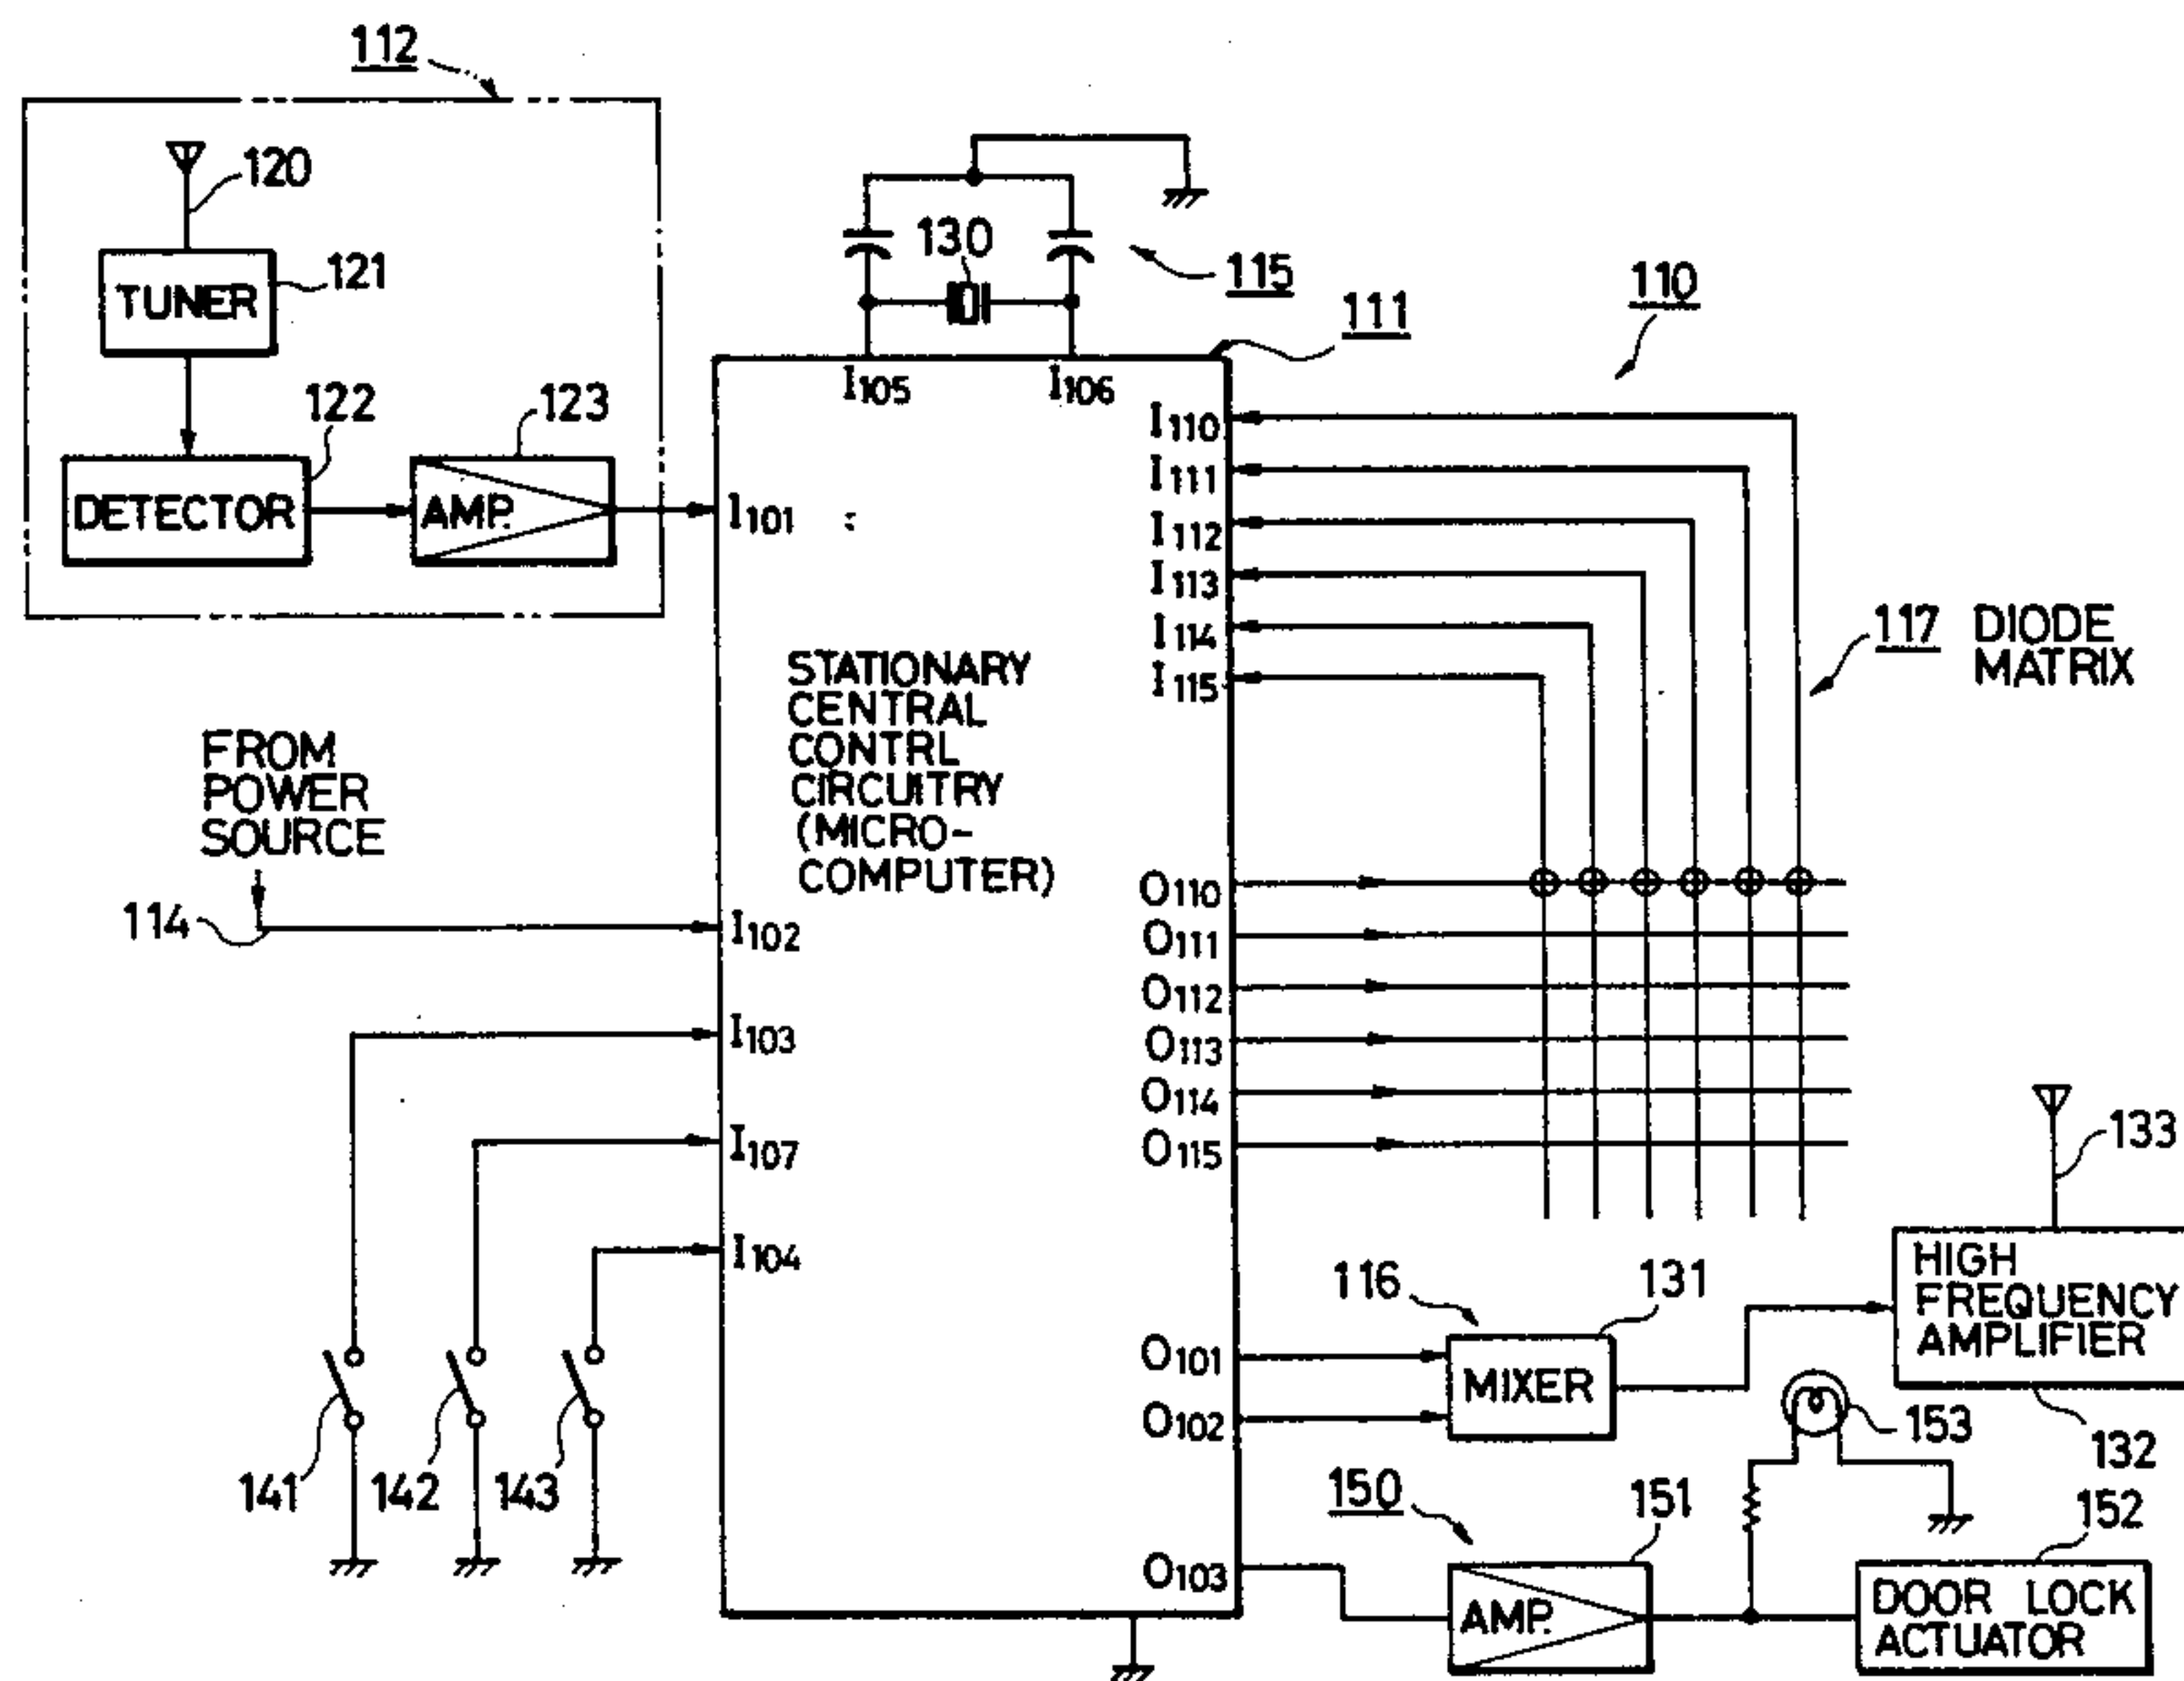 112
120
TUNER
121
122
123
DETECTOR
AMP.
130
115
111
110
I105
I106
I101
I110
I111
I112
I113
I114
I115
117 DIODE
MATRIX
STATIONARY
CENTRAL
CONTRL
CIRCUITRY
(MICRO-
COMPUTER)
FROM
POWER
SOURCE
114
I102
I103
I107
I104
O110
O111
O112
O113
O114
O115
133
HIGH
FREQUENCY
AMPLIFIER
132
116
131
O101
O102
MIXER
141
142
143
153
150
151
152
O103
AMP.
DOOR LOCK
ACTUATOR